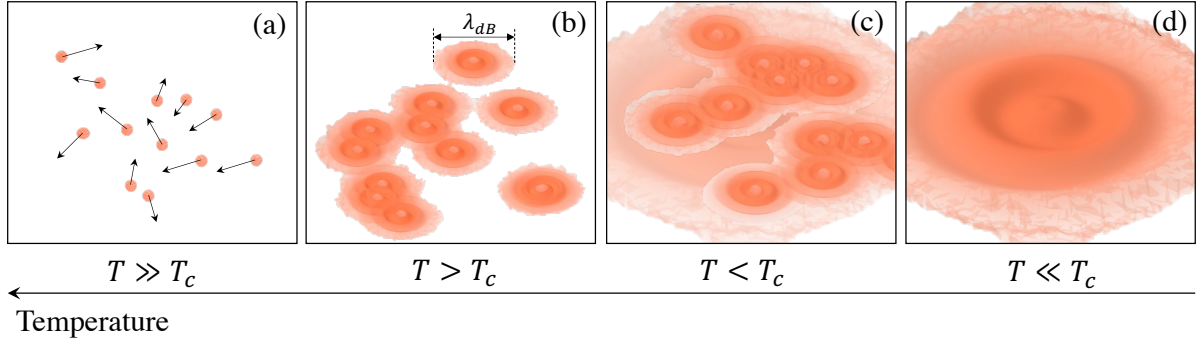 (a)
(b)
(c)
(d)
λ_dB
T ≫ T_c
T > T_c
T < T_c
T ≪ T_c
Temperature